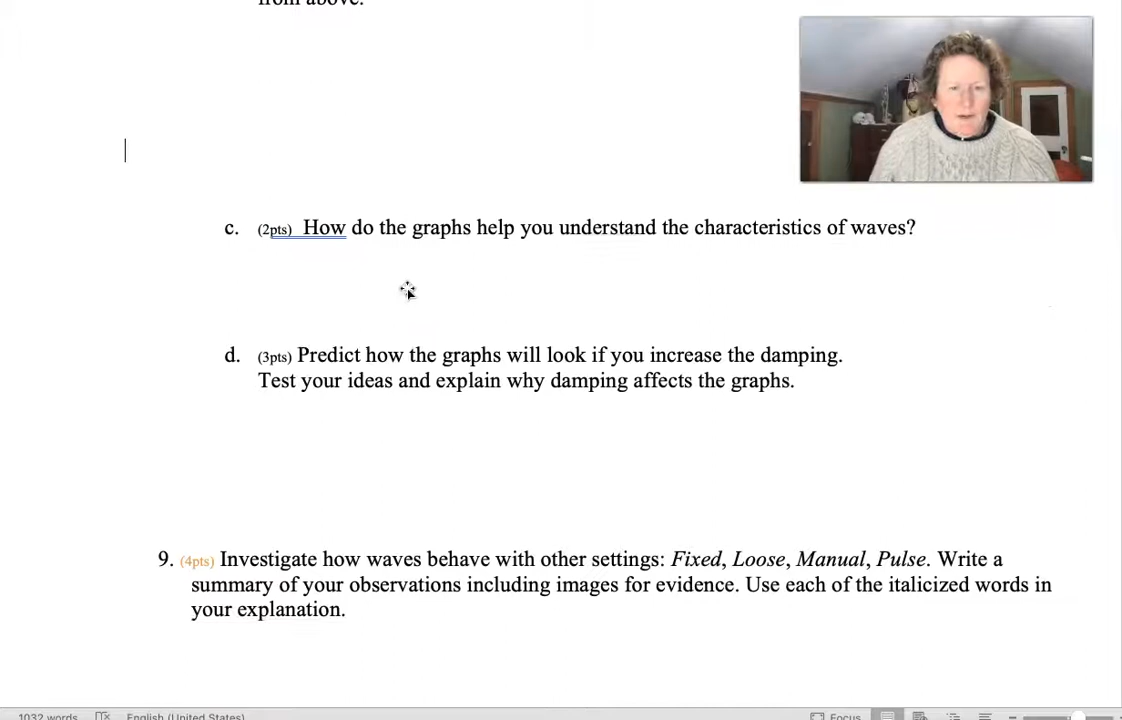 from above.
c. (2pts) How do the graphs help you understand the characteristics of waves?
d. (3pts) Predict how the graphs will look if you increase the damping.
Test your ideas and explain why damping affects the graphs.
9. (4pts) Investigate how waves behave with other settings: Fixed, Loose, Manual, Pulse. Write a
summary of your observations including images for evidence. Use each of the italicized words in
your explanation.
1032 words English (United States) Focus